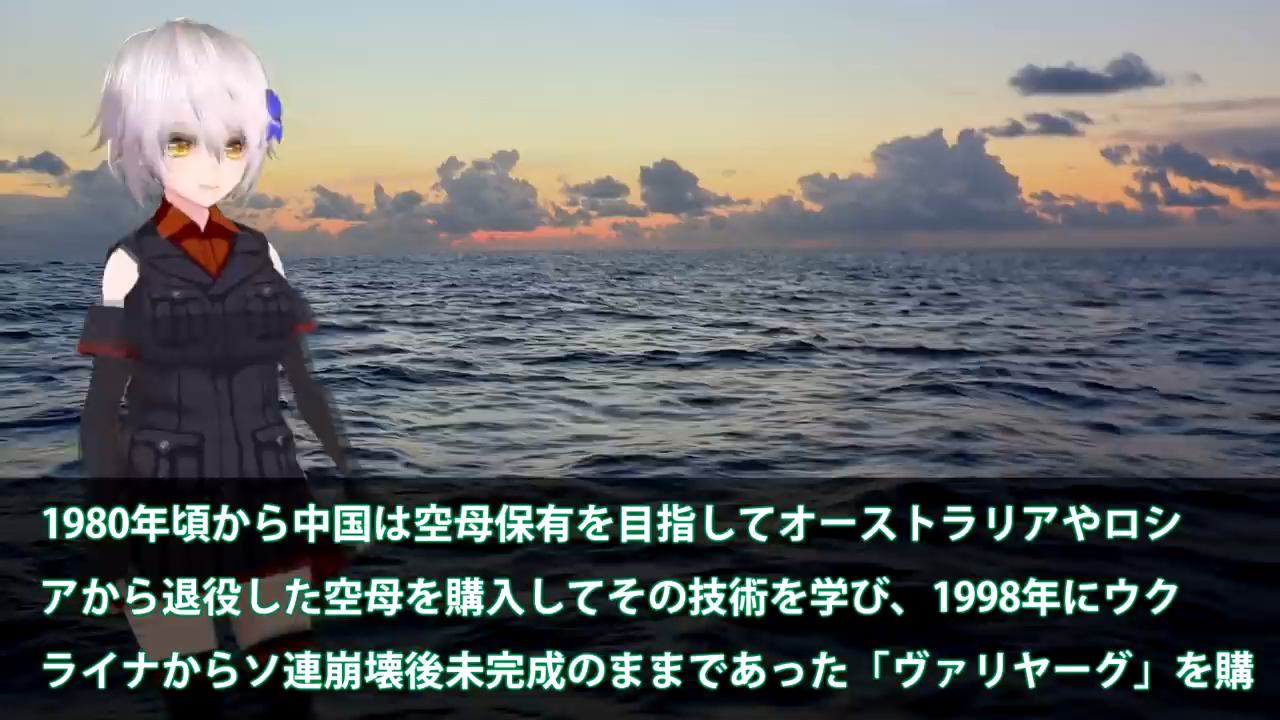 1980年頃から中国は空母保有を目指してオーストラリアやロシ
アから退役した空母を購入してその技術を学び、1998年にウク
ライナからソ連崩壊後未完成のままであった「ヴァリヤーグ」を購